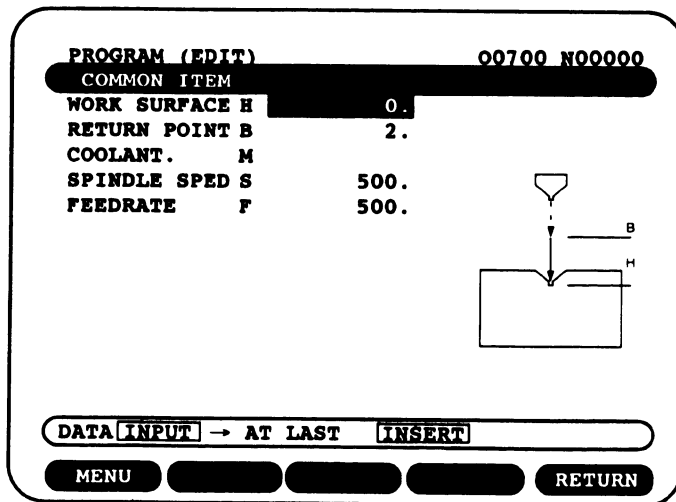 PROGRAM (EDIT) O0700 N00000
COMMON ITEM
WORK SURFACE H 0.
RETURN POINT B 2.
COOLANT. M
SPINDLE SPED S 500.
FEEDRATE F 500.
B
H
DATA INPUT → AT LAST INSERT
MENU RETURN